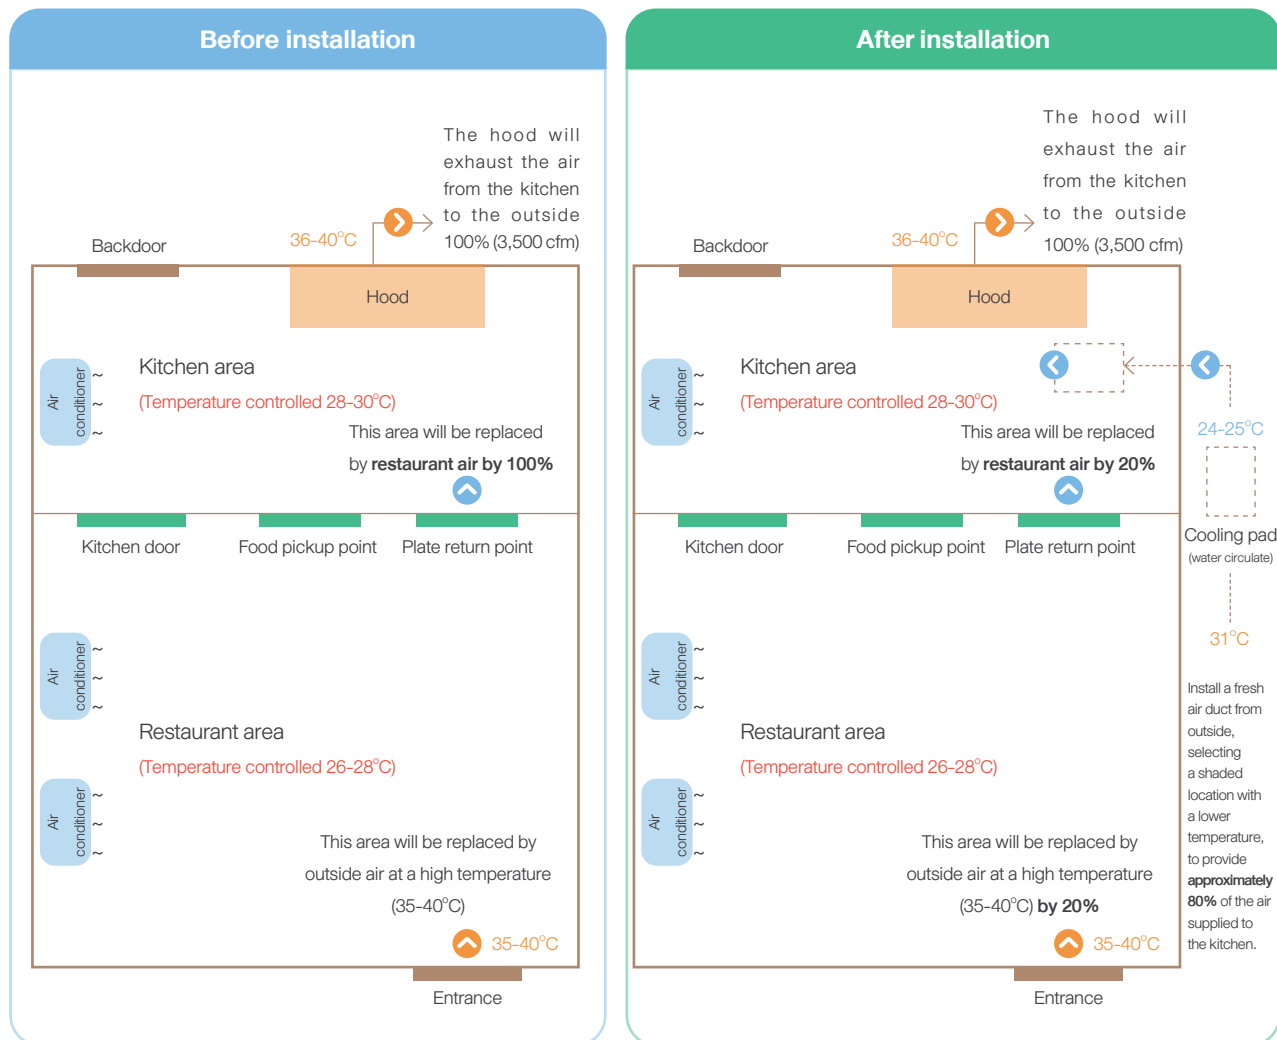 Before installation
The hood will
exhaust the air
from the kitchen
to the outside
100% (3,500 cfm)
36-40°C
Backdoor
Hood
Air
conditioner
~
~
~
Kitchen area
(Temperature controlled 28-30°C)
This area will be replaced
by restaurant air by 100%
Kitchen door
Food pickup point
Plate return point
Air
conditioner
~
~
~
Restaurant area
(Temperature controlled 26-28°C)
Air
conditioner
~
~
~
This area will be replaced by
outside air at a high temperature
(35-40°C)
35-40°C
Entrance
After installation
The hood will
exhaust the air
from the kitchen
to the outside
100% (3,500 cfm)
36-40°C
Backdoor
Hood
Air
conditioner
~
~
~
Kitchen area
(Temperature controlled 28-30°C)
This area will be replaced
by restaurant air by 20%
Kitchen door
Food pickup point
Plate return point
Air
conditioner
~
~
~
Restaurant area
(Temperature controlled 26-28°C)
Air
conditioner
~
~
~
This area will be replaced by
outside air at a high temperature
(35-40°C) by 20%
35-40°C
Entrance
24-25°C
Cooling pad
(water circulate)
31°C
Install a fresh
air duct from
outside,
selecting
a shaded
location with
a lower
temperature,
to provide
approximately
80% of the air
supplied to
the kitchen.